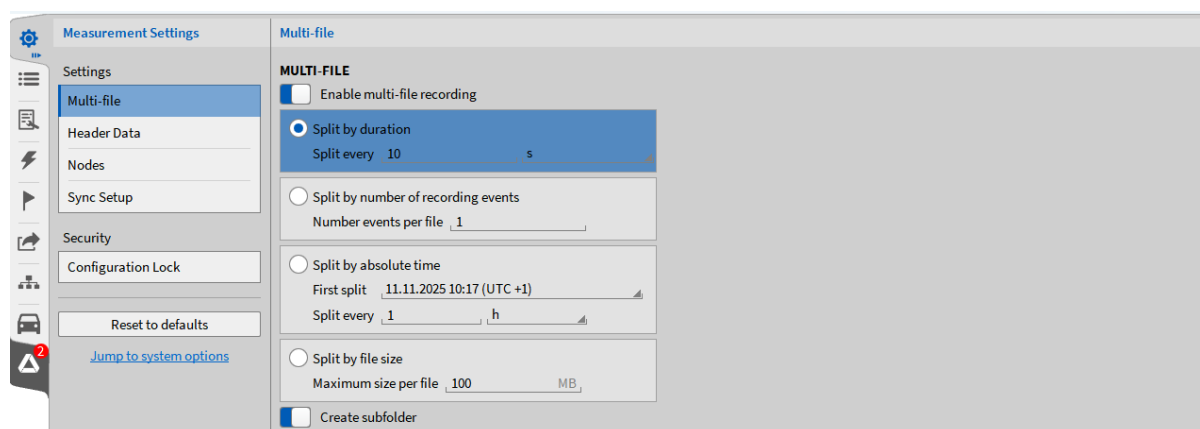 Measurement Settings
Multi-file
Settings
Multi-file
Header Data
Nodes
Sync Setup
Security
Configuration Lock
Reset to defaults
Jump to system options
2
MULTI-FILE
Enable multi-file recording
Split by duration
Split every 10 s
Split by number of recording events
Number events per file 1
Split by absolute time
First split 11.11.2025 10:17 (UTC +1)
Split every 1 h
Split by file size
Maximum size per file 100 MB
Create subfolder